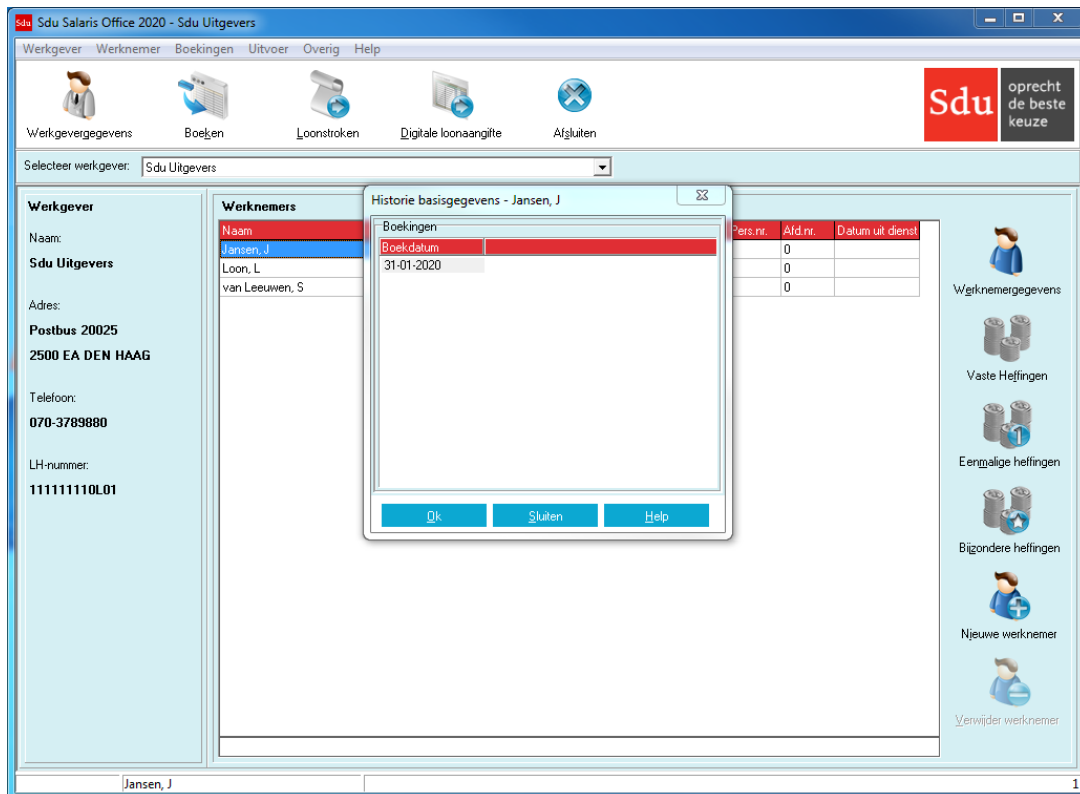 Sdu Sdu Salaris Office 2020 - Sdu Uitgevers
Werkgever Werknemer Boekingen Uitvoer Overig Help
Werkgevergegevens Boeken Loonstroken Digitale loonaangifte Afsluiten
Sdu oprecht
de beste
keuze
Selecteer werkgever: Sdu Uitgevers
Werkgever
Naam:
Sdu Uitgevers
Adres:
Postbus 20025
2500 EA DEN HAAG
Telefoon:
070-3789880
LH-nummer:
111111110L01
Werknemers
Naam Pers.nr. Afd.nr. Datum uit dienst
Jansen, J 0
Loon, L 0
van Leeuwen, S 0
Historie basisgegevens - Jansen, J
Boekingen
Boekdatum
31-01-2020
Ok Sluiten Help
Werknemergegevens
Vaste Heffingen
Eenmalige heffingen
Bijzondere heffingen
Nieuwe werknemer
Verwijder werknemer
Jansen, J 1